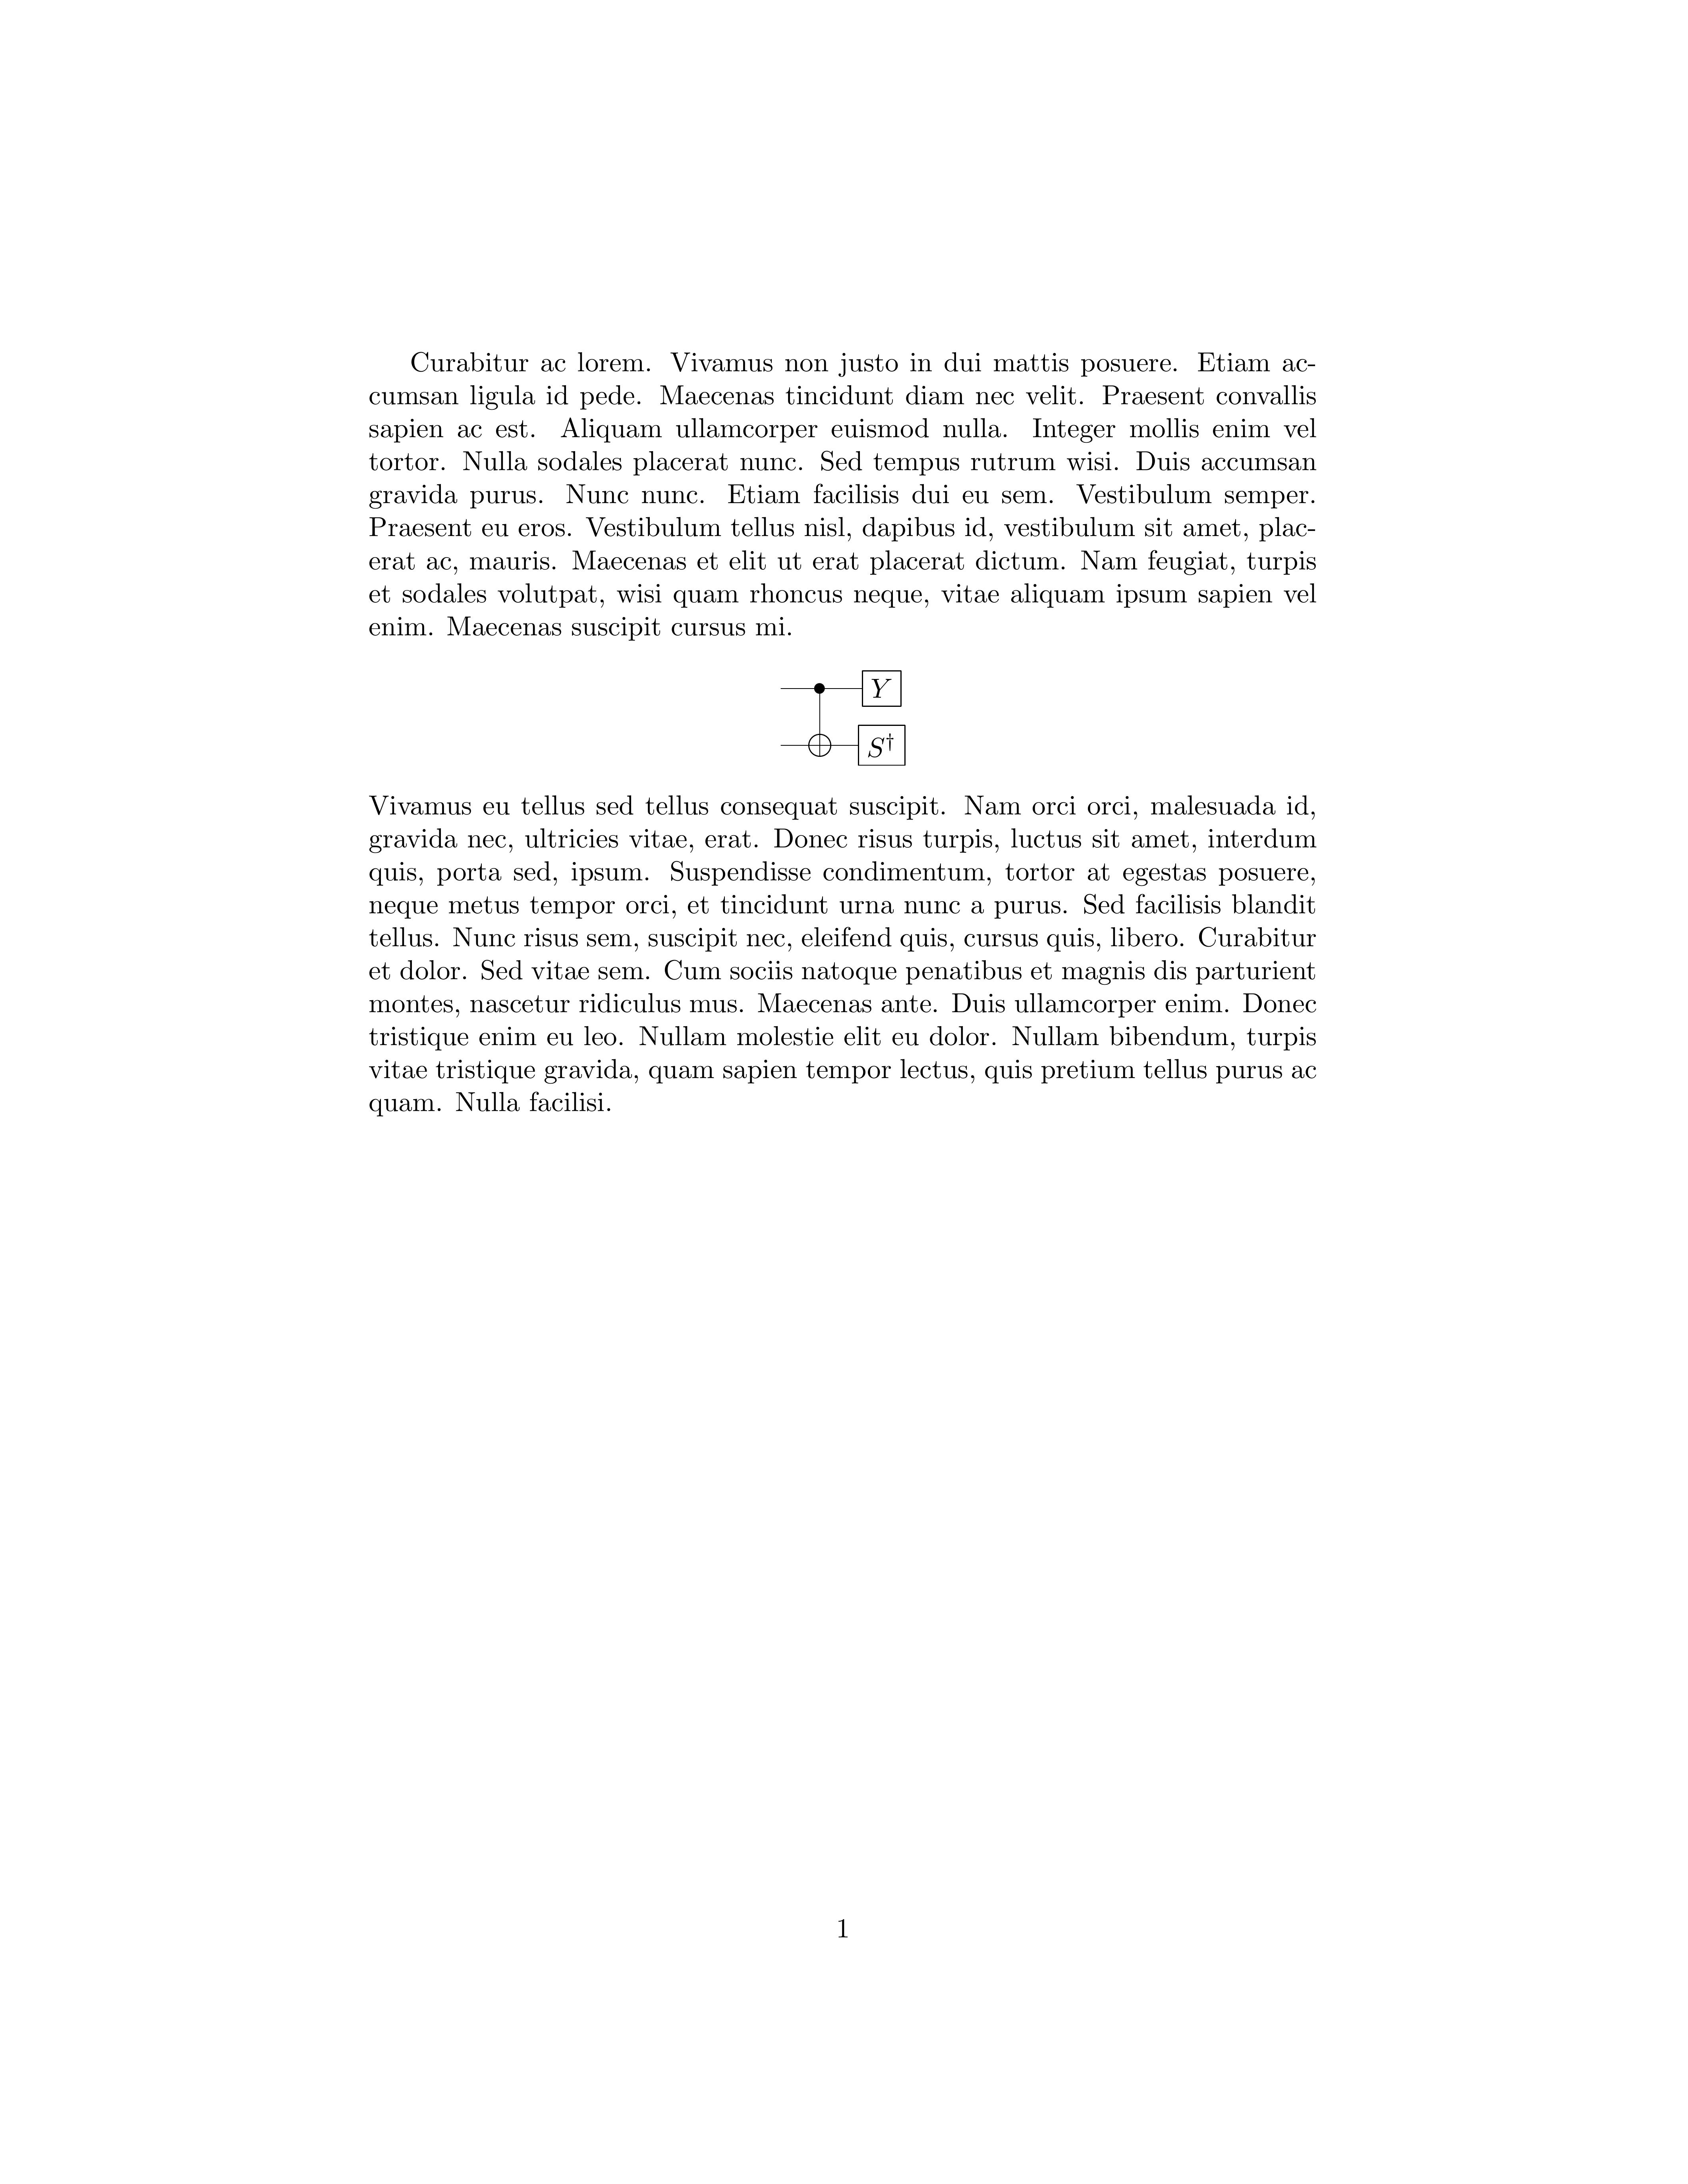 Curabitur ac lorem. Vivamus non justo in dui mattis posuere. Etiam ac-
cumsan ligula id pede. Maecenas tincidunt diam nec velit. Praesent convallis
sapien ac est. Aliquam ullamcorper euismod nulla. Integer mollis enim vel
tortor. Nulla sodales placerat nunc. Sed tempus rutrum wisi. Duis accumsan
gravida purus. Nunc nunc. Etiam facilisis dui eu sem. Vestibulum semper.
Praesent eu eros. Vestibulum tellus nisl, dapibus id, vestibulum sit amet, plac-
erat ac, mauris. Maecenas et elit ut erat placerat dictum. Nam feugiat, turpis
et sodales volutpat, wisi quam rhoncus neque, vitae aliquam ipsum sapien vel
enim. Maecenas suscipit cursus mi.
Y
S†
Vivamus eu tellus sed tellus consequat suscipit. Nam orci orci, malesuada id,
gravida nec, ultricies vitae, erat. Donec risus turpis, luctus sit amet, interdum
quis, porta sed, ipsum. Suspendisse condimentum, tortor at egestas posuere,
neque metus tempor orci, et tincidunt urna nunc a purus. Sed facilisis blandit
tellus. Nunc risus sem, suscipit nec, eleifend quis, cursus quis, libero. Curabitur
et dolor. Sed vitae sem. Cum sociis natoque penatibus et magnis dis parturient
montes, nascetur ridiculus mus. Maecenas ante. Duis ullamcorper enim. Donec
tristique enim eu leo. Nullam molestie elit eu dolor. Nullam bibendum, turpis
vitae tristique gravida, quam sapien tempor lectus, quis pretium tellus purus ac
quam. Nulla facilisi.
1